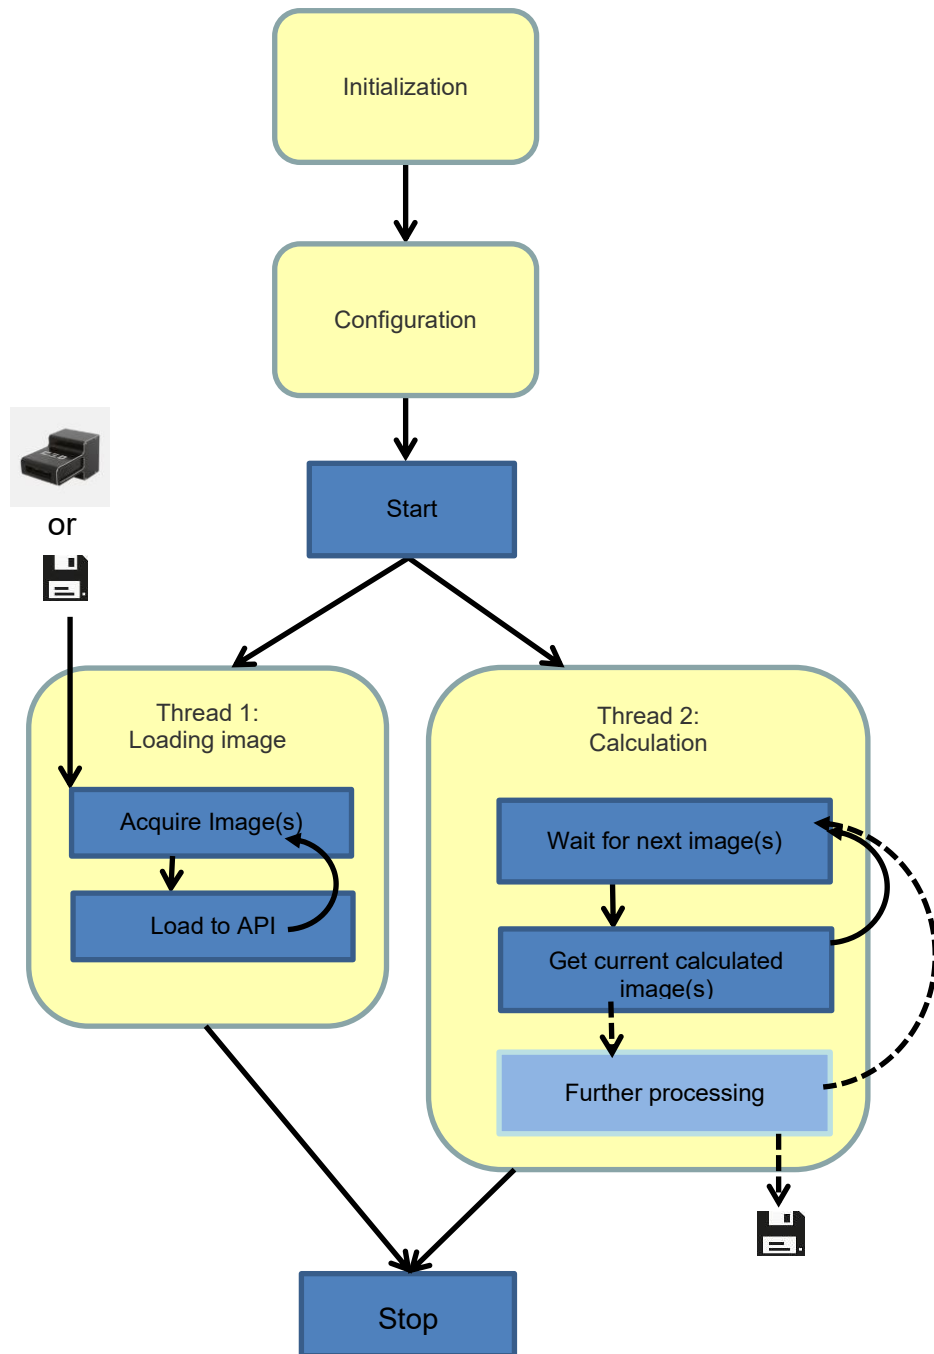 Initialization
Configuration
or
Start
Thread 1:
Loading image
Acquire Image(s)
Load to API
Thread 2:
Calculation
Wait for next image(s)
Get current calculated
image(s)
Further processing
Stop